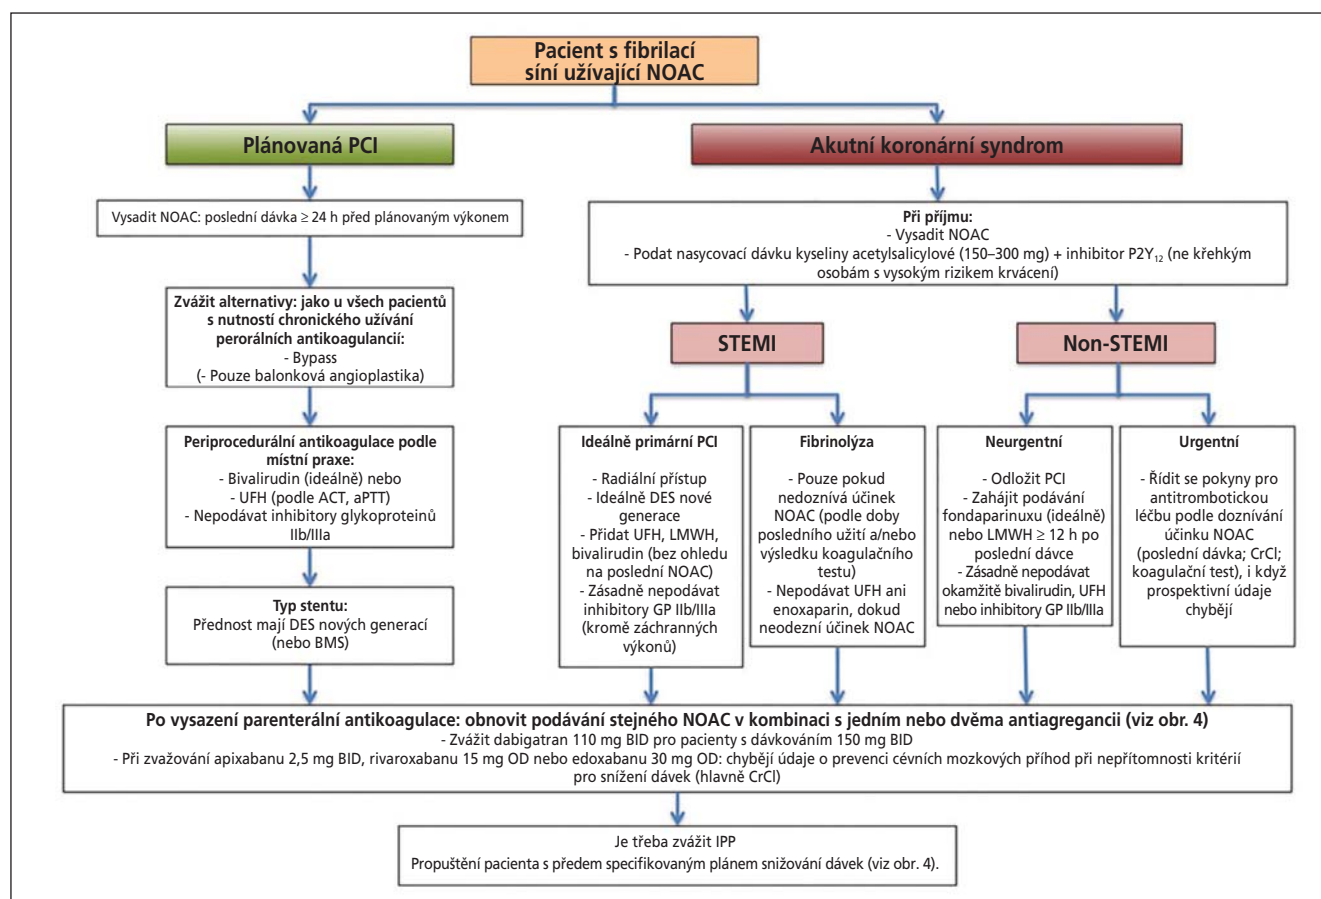 Pacient s fibrilací
síní užívající NOAC
Plánovaná PCI
Vysadit NOAC: poslední dávka ≥ 24 h před plánovaným výkonem
Zvážit alternativy: jako u všech pacientů
s nutností chronického užívání
perorálních antikoagulancií:
- Bypass
(- Pouze balonková angioplastika)
Periprocedurální antikoagulace podle
místní praxe:
- Bivalirudin (ideálně) nebo
- UFH (podle ACT, aPTT)
- Nepodávat inhibitory glykoproteinů
IIb/IIIa
Typ stentu:
Přednost mají DES nových generací
(nebo BMS)
Akutní koronární syndrom
Při příjmu:
- Vysadit NOAC
- Podat nasycovací dávku kyseliny acetylsalicylové (150–300 mg) + inhibitor P2Y₁₂ (ne křehkým
osobám s vysokým rizikem krvácení)
STEMI
Ideálně primární PCI
- Radiální přístup
- Ideálně DES nové
generace
- Přidat UFH, LMWH,
bivalirudin (bez ohledu
na poslední NOAC)
- Zásadně nepodávat
inhibitory GP IIb/IIIa
(kromě záchranných
výkonů)
Fibrinolýza
- Pouze pokud
nedoznívá účinek
NOAC (podle doby
posledního užití a/nebo
výsledku koagulačního
testu)
- Nepodávat UFH ani
enoxaparin, dokud
neodezní účinek NOAC
Non-STEMI
Neurgentní
- Odložit PCI
- Zahájit podávání
fondaparinuxu (ideálně)
nebo LMWH ≥ 12 h po
poslední dávce
- Zásadně nepodávat
okamžitě bivalirudin, UFH
nebo inhibitory GP IIb/IIIa
Urgentní
- Řídit se pokyny pro
antitrombotickou
léčbu podle doznívání
účinku NOAC
(poslední dávka; CrCl;
koagulační test), i když
prospektivní údaje
chybějí
Po vysazení parenterální antikoagulace: obnovit podávání stejného NOAC v kombinaci s jedním nebo dvěma antiagregancii (viz obr. 4)
- Zvážit dabigatran 110 mg BID pro pacienty s dávkováním 150 mg BID
- Při zvažování apixabanu 2,5 mg BID, rivaroxabanu 15 mg OD nebo edoxabanu 30 mg OD: chybějí údaje o prevenci cévních mozkových příhod při nepřítomnosti kritérií
pro snížení dávek (hlavně CrCl)
Je třeba zvážit IPP
Propuštění pacienta s předem specifikovaným plánem snižování dávek (viz obr. 4).